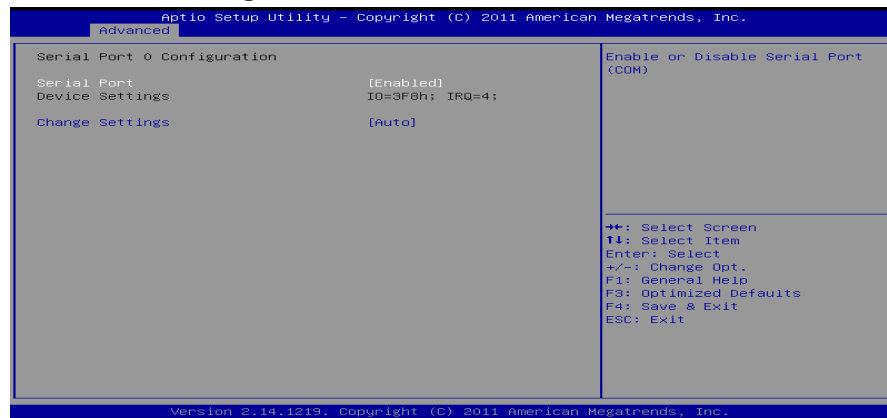 Aptio Setup Utility – Copyright (C) 2011 American Megatrends, Inc.
Advanced
Serial Port 0 Configuration
Serial Port [Enabled]
Device Settings IO=3F8h; IRQ=4;
Change Settings [Auto]
Enable or Disable Serial Port
(COM)
→←: Select Screen
↑↓: Select Item
Enter: Select
+/-: Change Opt.
F1: General Help
F3: Optimized Defaults
F4: Save & Exit
ESC: Exit
Version 2.14.1219. Copyright (C) 2011 American Megatrends, Inc.